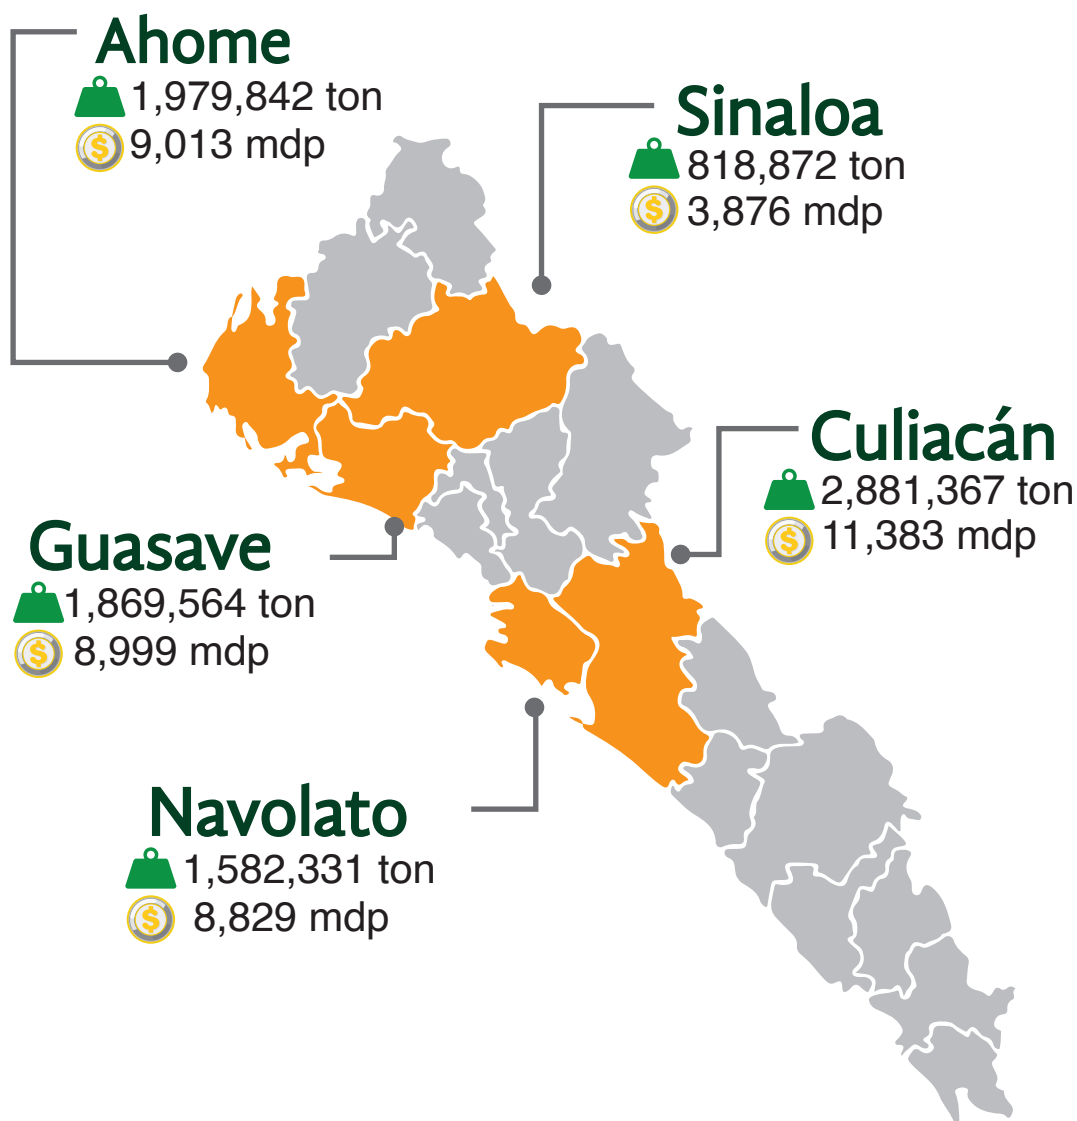 Ahome
1,979,842 ton
$ 9,013 mdp
Sinaloa
818,872 ton
$ 3,876 mdp
Culiacán
2,881,367 ton
$ 11,383 mdp
Guasave
1,869,564 ton
$ 8,999 mdp
Navolato
1,582,331 ton
$ 8,829 mdp